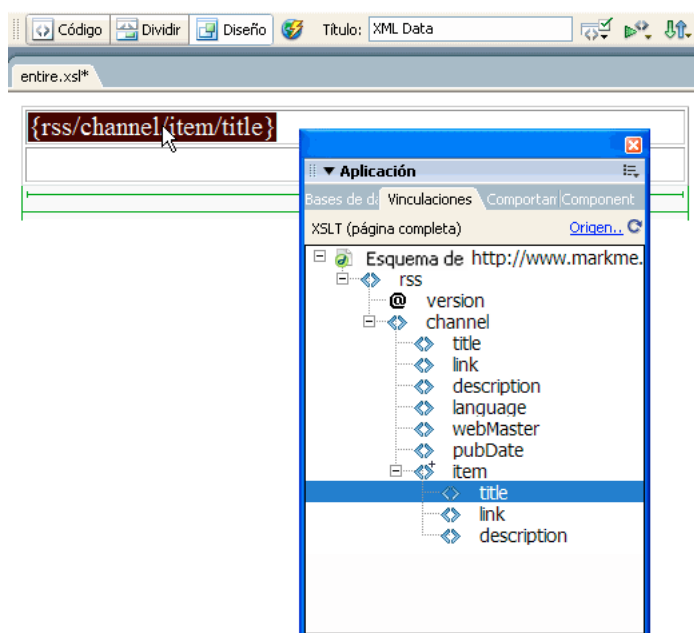 Código Dividir Diseño Título: XML Data
entire.xsl*
{rss/channel/item/title}
Aplicación
Bases de da Vinculaciones Comportan Component
XSLT (página completa) Origen...
Esquema de http://www.markme.
rss
@ version
channel
title
link
description
language
webMaster
pubDate
item
title
link
description